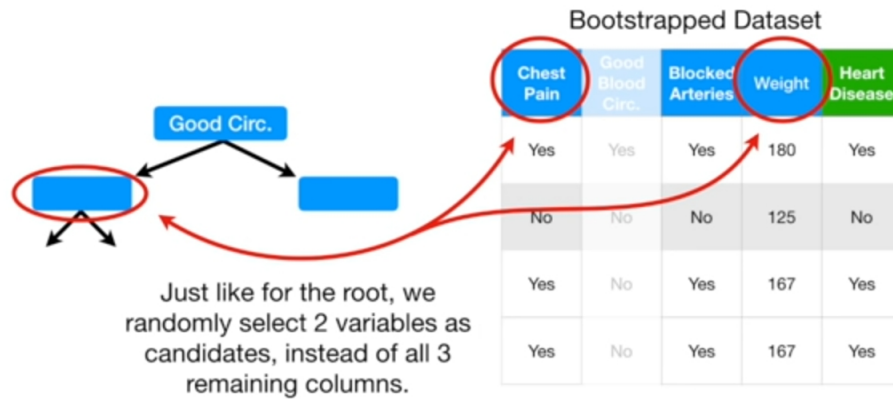 Bootstrapped Dataset
Chest Pain Good Blood Circ. Blocked Arteries Weight Heart Disease
Yes Yes Yes 180 Yes
No No No 125 No
Yes No Yes 167 Yes
Yes No Yes 167 Yes
Good Circ.
Just like for the root, we
randomly select 2 variables as
candidates, instead of all 3
remaining columns.